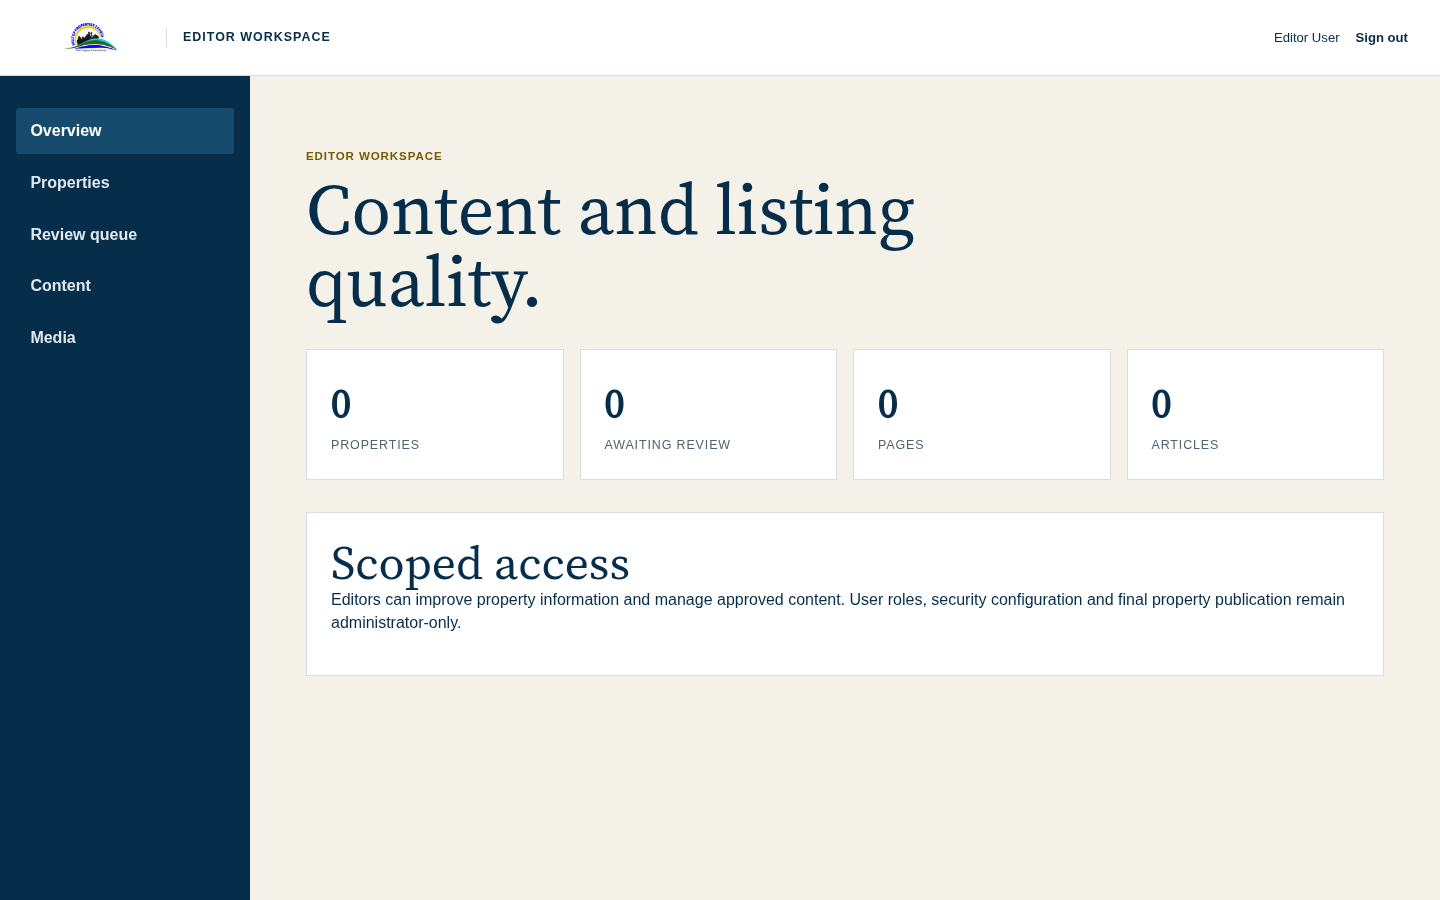 EDITOR WORKSPACE
Editor User
Sign out
Overview
Properties
Review queue
Content
Media
EDITOR WORKSPACE
Content and listing
quality.
0
PROPERTIES
0
AWAITING REVIEW
0
PAGES
0
ARTICLES
Scoped access
Editors can improve property information and manage approved content. User roles, security configuration and final property publication remain
administrator-only.